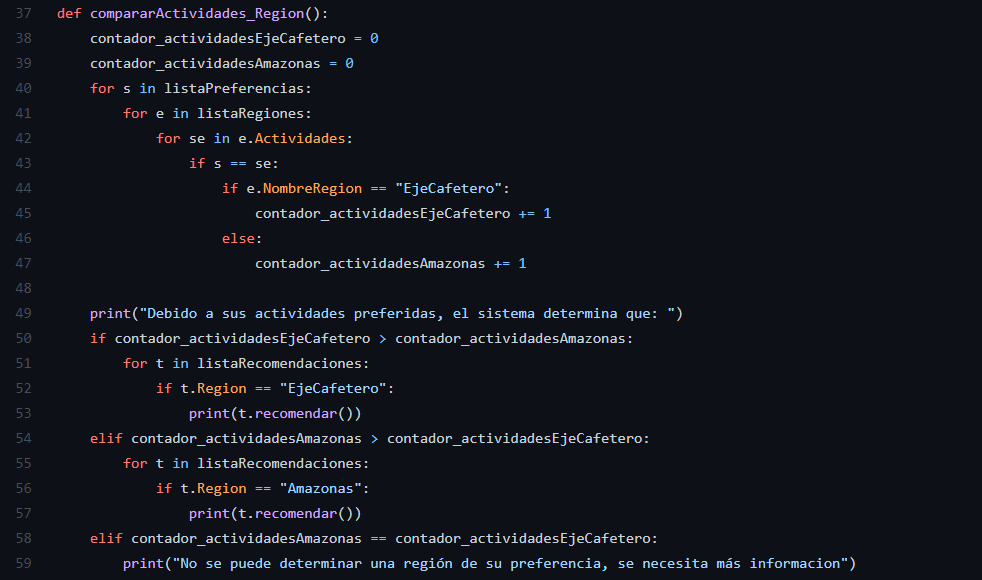 37 def compararActividades_Region():
38     contador_actividadesEjeCafetero = 0
39     contador_actividadesAmazonas = 0
40     for s in listaPreferencias:
41         for e in listaRegiones:
42             for se in e.Actividades:
43                 if s == se:
44                     if e.NombreRegion == "EjeCafetero":
45                         contador_actividadesEjeCafetero += 1
46                     else:
47                         contador_actividadesAmazonas += 1
48
49     print("Debido a sus actividades preferidas, el sistema determina que: ")
50     if contador_actividadesEjeCafetero > contador_actividadesAmazonas:
51         for t in listaRecomendaciones:
52             if t.Region == "EjeCafetero":
53                 print(t.recomendar())
54     elif contador_actividadesAmazonas > contador_actividadesEjeCafetero:
55         for t in listaRecomendaciones:
56             if t.Region == "Amazonas":
57                 print(t.recomendar())
58     elif contador_actividadesAmazonas == contador_actividadesEjeCafetero:
59         print("No se puede determinar una región de su preferencia, se necesita más informacion")